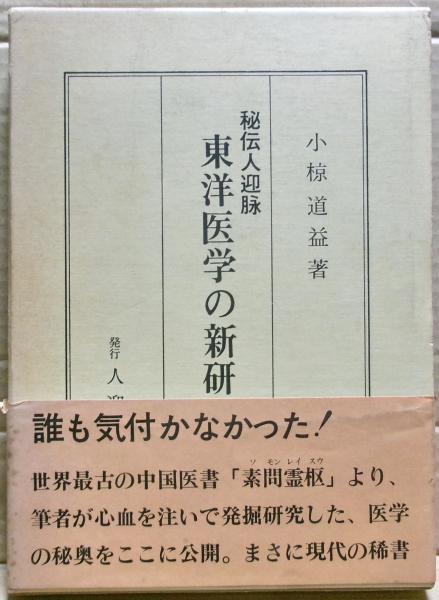 小椋道益著
秘伝人迎脉
東洋医学の新研
発行 人迎
誰も気付かなかった!
世界最古の中国医書「素問霊枢」より、
ソ モン レイ スウ
筆者が心血を注いで発掘研究した、医学
の秘奥をここに公開。まさに現代の稀書